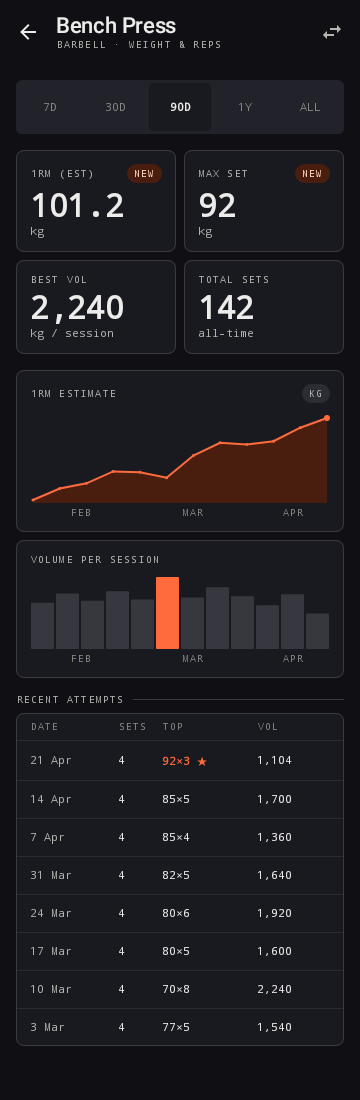 Bench Press
BARBELL · WEIGHT & REPS
7D 30D 90D 1Y ALL
1RM (EST) NEW
101.2
kg
MAX SET NEW
92
kg
BEST VOL
2,240
kg / session
TOTAL SETS
142
all-time
1RM ESTIMATE KG
FEB MAR APR
VOLUME PER SESSION
FEB MAR APR
RECENT ATTEMPTS
DATE SETS TOP VOL
21 Apr 4 92×3 ★ 1,104
14 Apr 4 85×5 1,700
7 Apr 4 85×4 1,360
31 Mar 4 82×5 1,640
24 Mar 4 80×6 1,920
17 Mar 4 80×5 1,600
10 Mar 4 70×8 2,240
3 Mar 4 77×5 1,540